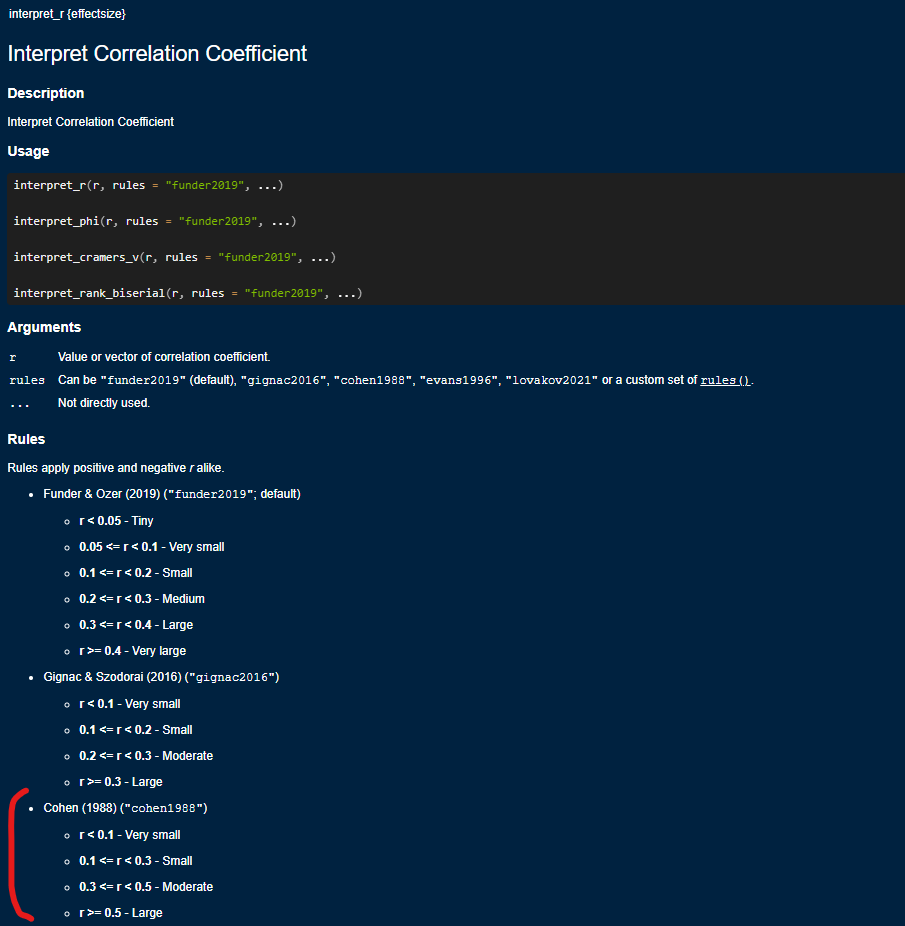 interpret_r {effectsize}
Interpret Correlation Coefficient
Description
Interpret Correlation Coefficient
Usage
interpret_r(r, rules = "funder2019", ...)
interpret_phi(r, rules = "funder2019", ...)
interpret_cramers_v(r, rules = "funder2019", ...)
interpret_rank_biserial(r, rules = "funder2019", ...)
Arguments
r Value or vector of correlation coefficient.
rules Can be "funder2019" (default), "gignac2016", "cohen1988", "evans1996", "lovakov2021" or a custom set of rules().
... Not directly used.
Rules
Rules apply positive and negative r alike.
• Funder & Ozer (2019) ("funder2019"; default)
◦ r < 0.05 - Tiny
◦ 0.05 <= r < 0.1 - Very small
◦ 0.1 <= r < 0.2 - Small
◦ 0.2 <= r < 0.3 - Medium
◦ 0.3 <= r < 0.4 - Large
◦ r >= 0.4 - Very large
• Gignac & Szodorai (2016) ("gignac2016")
◦ r < 0.1 - Very small
◦ 0.1 <= r < 0.2 - Small
◦ 0.2 <= r < 0.3 - Moderate
◦ r >= 0.3 - Large
• Cohen (1988) ("cohen1988")
◦ r < 0.1 - Very small
◦ 0.1 <= r < 0.3 - Small
◦ 0.3 <= r < 0.5 - Moderate
◦ r >= 0.5 - Large